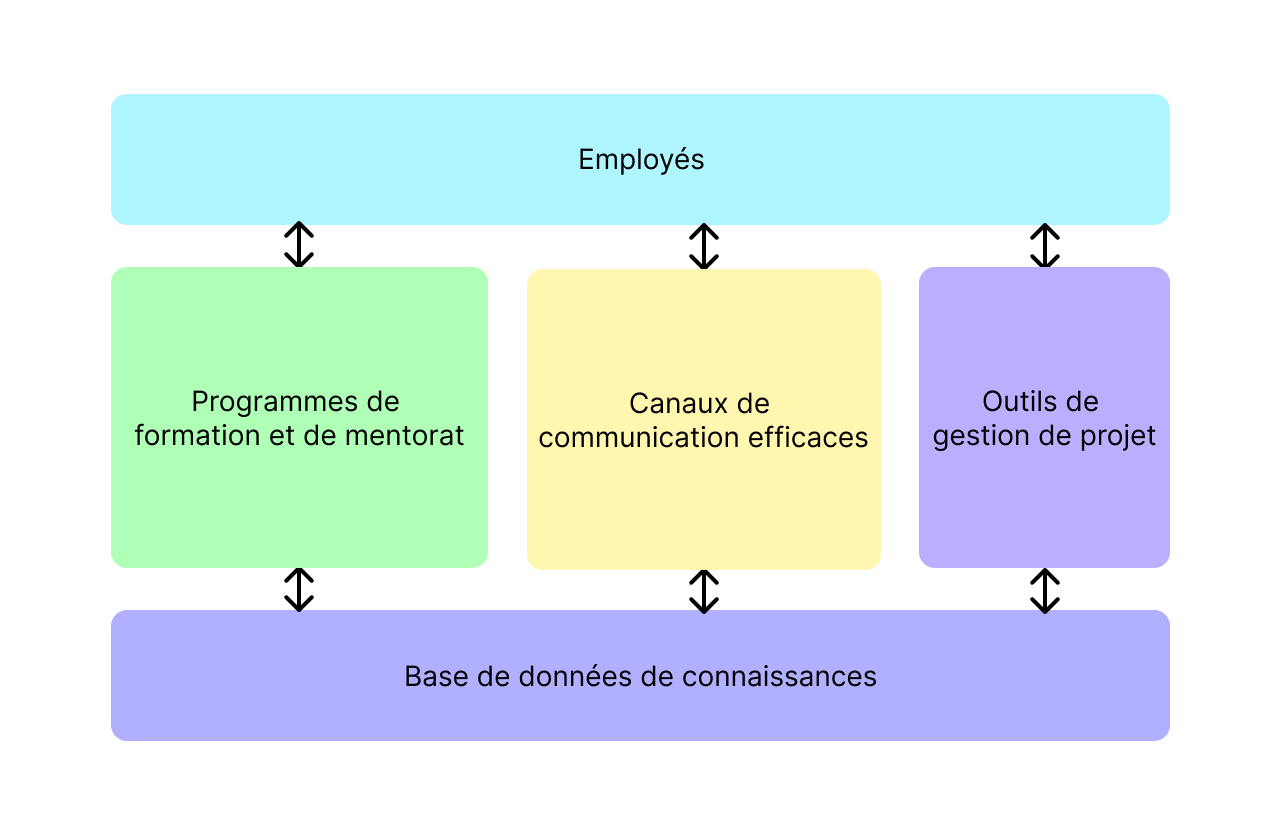 Employés
Programmes de
formation et de mentorat
Canaux de
communication efficaces
Outils de
gestion de projet
Base de données de connaissances